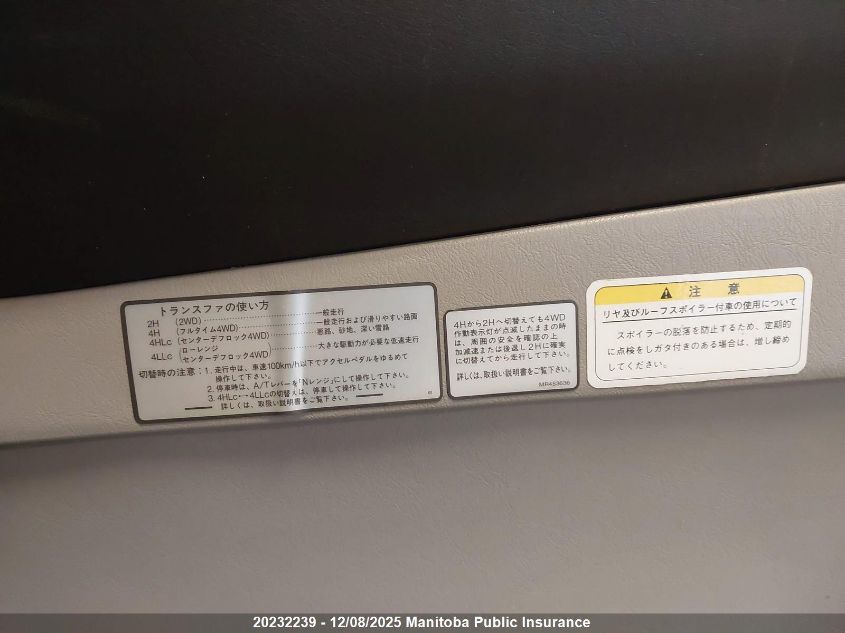 トランスファの使い方
2H (2WD)…………………一般走行
4H (フルタイム4WD)…………一般走行および滑りやすい路面
4HLc (センターデフロック4WD)…………悪路、砂地、深い雪路
4LLc (ローレンジ センターデフロック4WD)………大きな駆動力が必要な低速走行
切替時の注意：1. 走行中は、車速100km/h以下でアクセルペダルをゆるめて
操作して下さい。
2. 停車時は、A/Tレバーを「Nレンジ」にして操作して下さい。
3. 4HLc←→4LLcの切替えは、停車して操作して下さい。
詳しくは、取扱い説明書をご覧下さい。
4Hから2Hへ切替えても4WD
作動表示灯が点滅したままの時
は、周囲の安全を確認の上
加減速または後退し2Hに確実
に切替てから走行して下さい。
詳しくは、取扱い説明書をご覧下さい。
MR453636
注 意
リヤ及びルーフスポイラー付車の使用について
スポイラーの脱落を防止するため、定期的
に点検をしガタ付きのある場合は、増し締め
してください。
20232239 - 12/08/2025 Manitoba Public Insurance